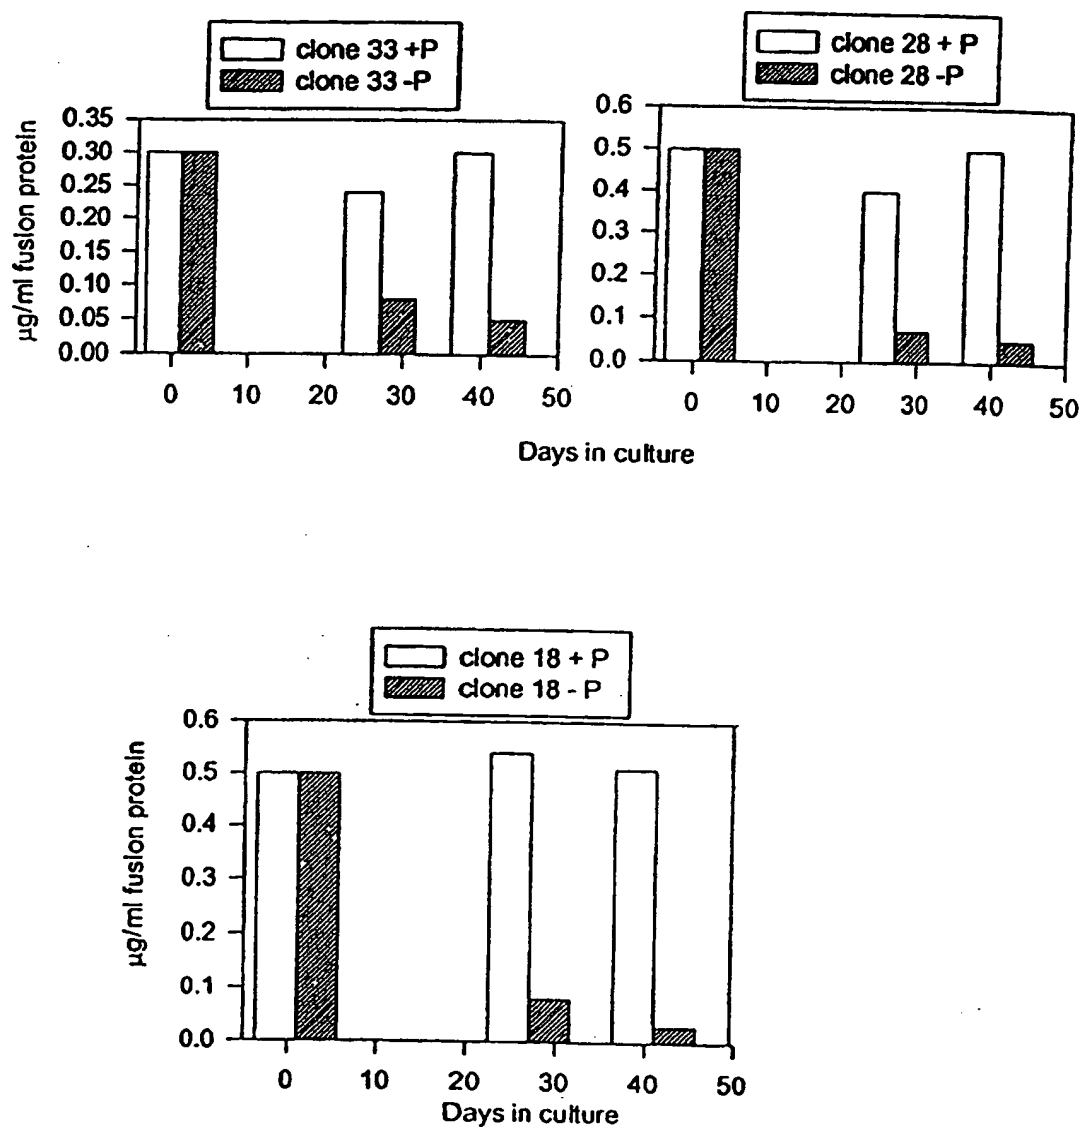 clone 33 +P
clone 33 -P
µg/ml fusion protein
0.35
0.30
0.25
0.20
0.15
0.10
0.05
0.00
0 10 20 30 40 50
clone 28 + P
clone 28 -P
0.6
0.5
0.4
0.3
0.2
0.1
0.0
0 10 20 30 40 50
Days in culture
clone 18 + P
clone 18 - P
µg/ml fusion protein
0.6
0.5
0.4
0.3
0.2
0.1
0.0
0 10 20 30 40 50
Days in culture